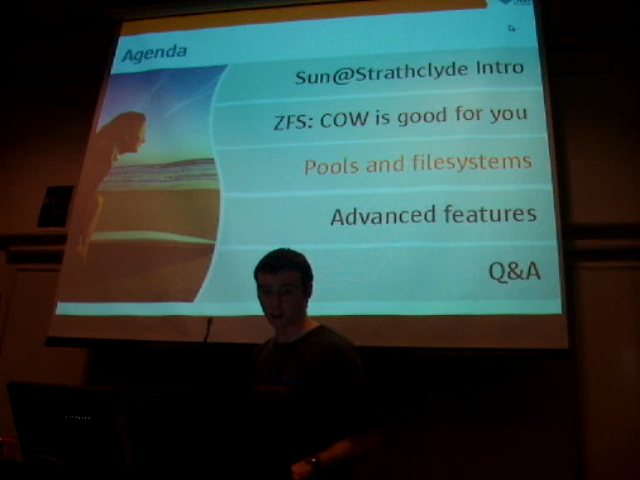 Agenda
Sun@Strathclyde Intro
ZFS: COW is good for you
Pools and filesystems
Advanced features
Q&A